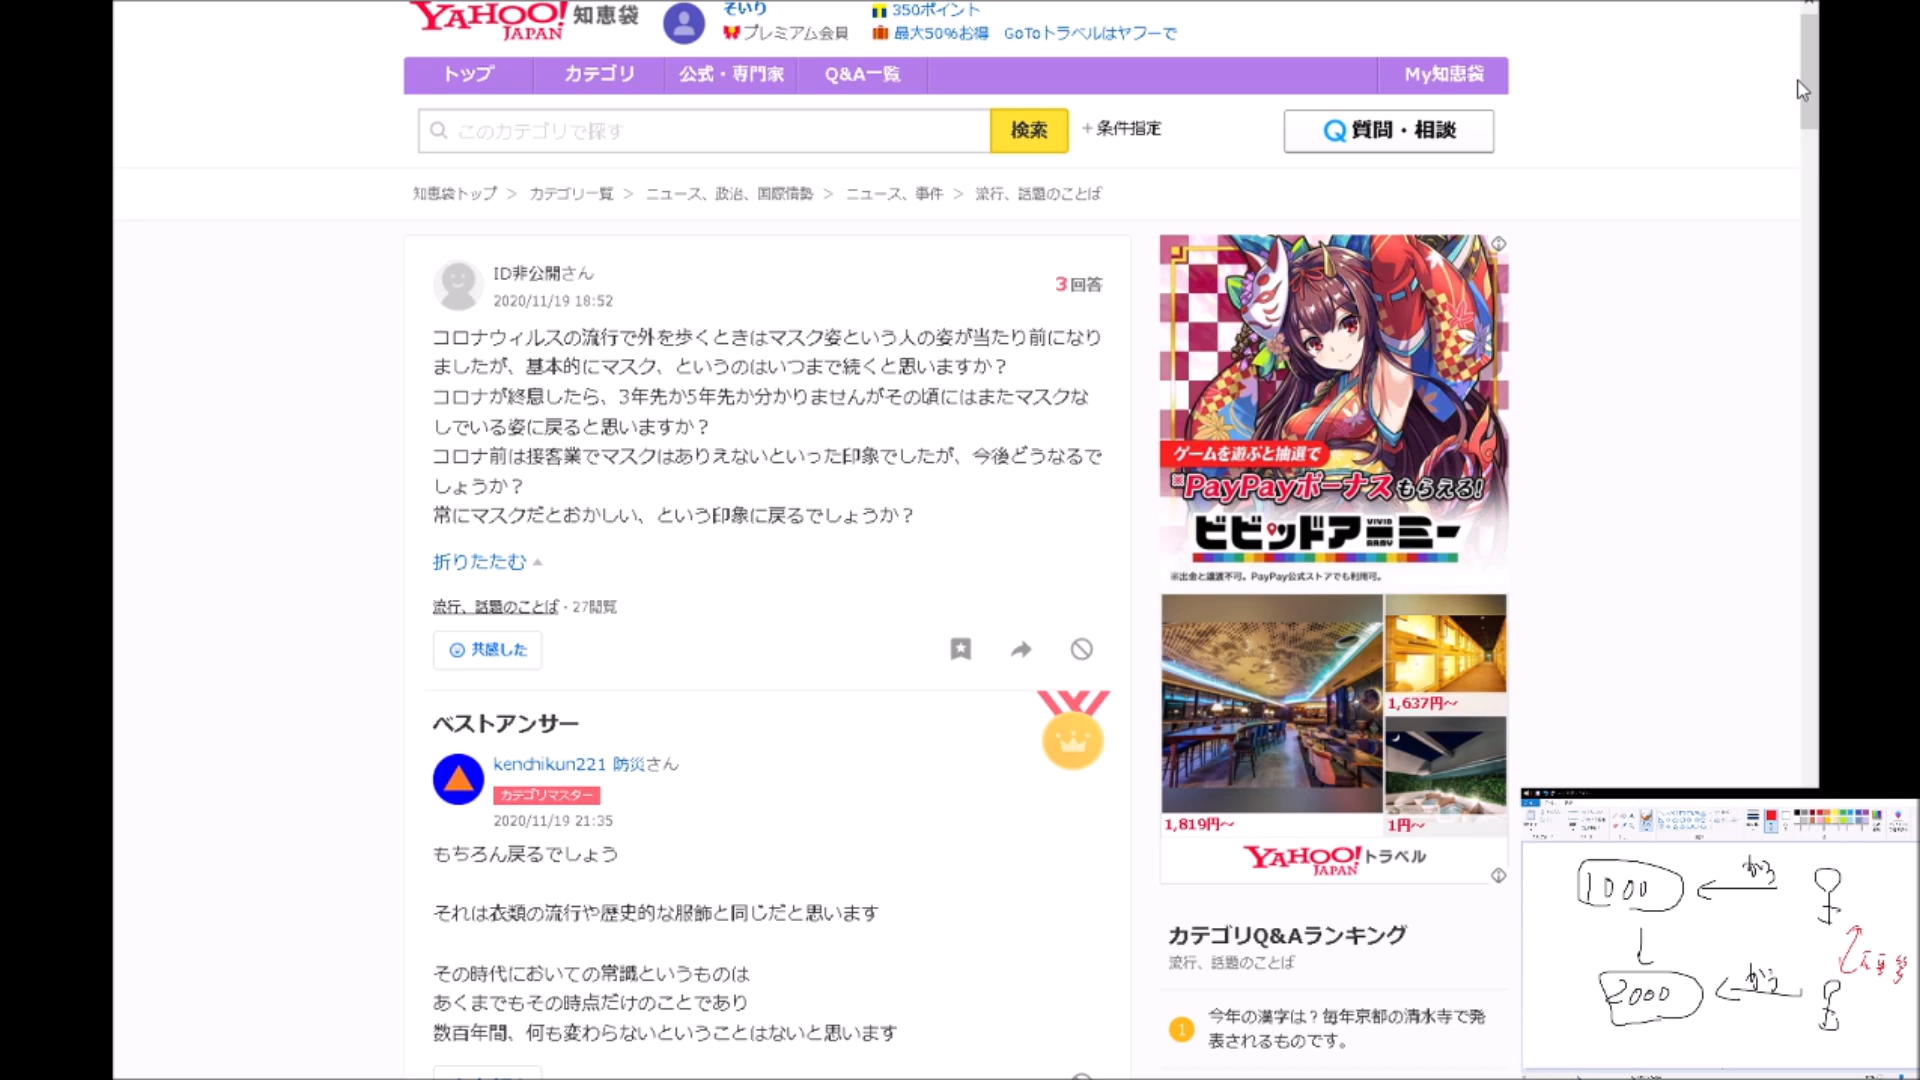 YAHOO! JAPAN 知恵袋
そいり
プレミアム会員
350ポイント
最大50%お得 GoToトラベルはヤフーで
トップ カテゴリ 公式・専門家 Q&A一覧 My知恵袋
このカテゴリで探す 検索 +条件指定 質問・相談
知恵袋トップ > カテゴリ一覧 > ニュース、政治、国際情勢 > ニュース、事件 > 流行、話題のことば
ID非公開さん
2020/11/19 18:52
3回答
コロナウィルスの流行で外を歩くときはマスク姿という人の姿が当たり前になり
ましたが、基本的にマスク、というのはいつまで続くと思いますか？
コロナが終息したら、3年先か5年先か分かりませんがその頃にはまたマスクな
しでいる姿に戻ると思いますか？
コロナ前は接客業でマスクはありえないといった印象でしたが、今後どうなるで
しょうか？
常にマスクだとおかしい、という印象に戻るでしょうか？
折りたたむ
流行、話題のことば・27閲覧
共感した
ベストアンサー
kenchikun221 防災さん
カテゴリマスター
2020/11/19 21:35
もちろん戻るでしょう
それは衣類の流行や歴史的な服飾と同じだと思います
その時代においての常識というものは
あくまでもその時点だけのことであり
数百年間、何も変わらないということはないと思います
ゲームを遊ぶと抽選で
※PayPayボーナスもらえる!
ビビッドアーミー
VIVID ARMY
※出金と譲渡不可。PayPay公式ストアでも利用可。
1,637円～
1,819円～
1円～
YAHOO! JAPAN トラベル
カテゴリQ&Aランキング
流行、話題のことば
1 今年の漢字は？毎年京都の清水寺で発
表されるものです。
1000
2000